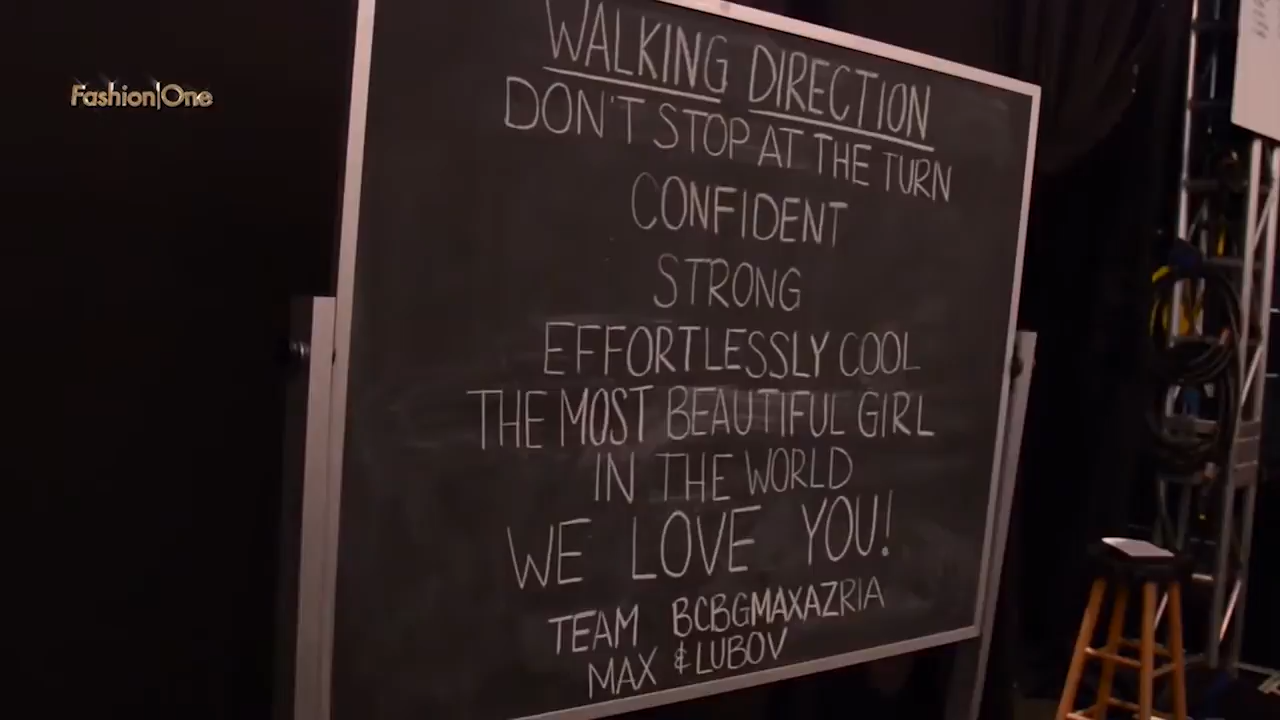 Fashion|One
WALKING DIRECTION
DON'T STOP AT THE TURN
CONFIDENT
STRONG
EFFORTLESSLY COOL
THE MOST BEAUTIFUL GIRL
IN THE WORLD
WE LOVE YOU!
TEAM BCBGMAXAZRIA
MAX & LUBOV